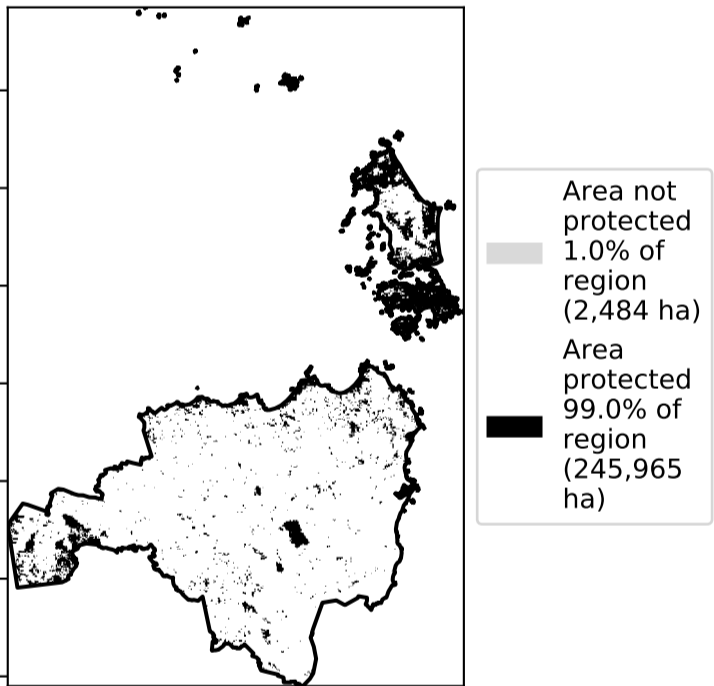 Area not
protected
1.0% of
region
(2,484 ha)
Area
protected
99.0% of
region
(245,965
ha)